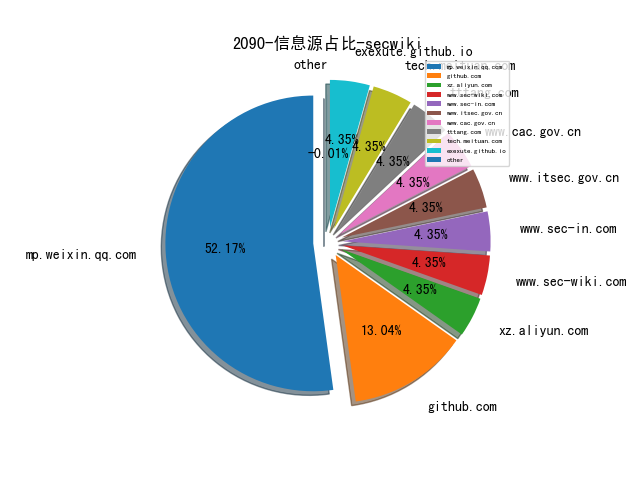 2090-信息源占比-secwiki
exexute.github.io
other
tech.meituan.com
mp.weixin.qq.com
github.com
xz.aliyun.com
www.sec-wiki.com
www.sec-in.com
www.itsec.gov.cn
www.cac.gov.cn
tttang.com
tech.meituan.com
exexute.github.io
other
tttang.com
www.cac.gov.cn
www.itsec.gov.cn
www.sec-in.com
www.sec-wiki.com
xz.aliyun.com
github.com
mp.weixin.qq.com
4.35%
-0.01%
4.35%
4.35%
4.35%
4.35%
4.35%
4.35%
4.35%
13.04%
52.17%